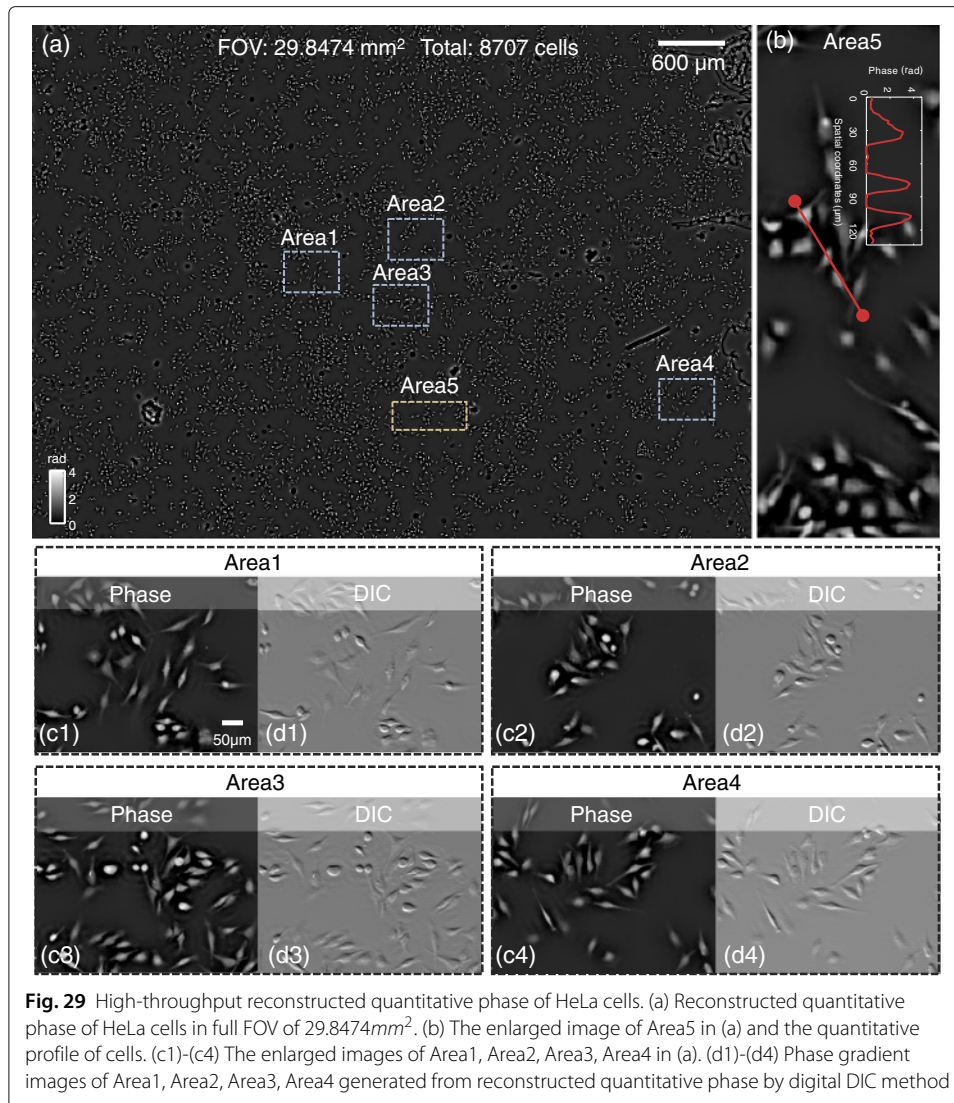 (a) FOV: 29.8474 mm² Total: 8707 cells
600 µm
Area1
Area2
Area3
Area4
Area5
rad
4
2
0
(b) Area5
Phase (rad)
0 2 4
Spatial coordinates (µm)
0 30 60 90 120
Area1
Phase DIC
50µm
(c1) (d1)
Area2
Phase DIC
(c2) (d2)
Area3
Phase DIC
(c3) (d3)
Area4
Phase DIC
(c4) (d4)
Fig. 29 High-throughput reconstructed quantitative phase of HeLa cells. (a) Reconstructed quantitative
phase of HeLa cells in full FOV of 29.8474mm². (b) The enlarged image of Area5 in (a) and the quantitative
profile of cells. (c1)-(c4) The enlarged images of Area1, Area2, Area3, Area4 in (a). (d1)-(d4) Phase gradient
images of Area1, Area2, Area3, Area4 generated from reconstructed quantitative phase by digital DIC method